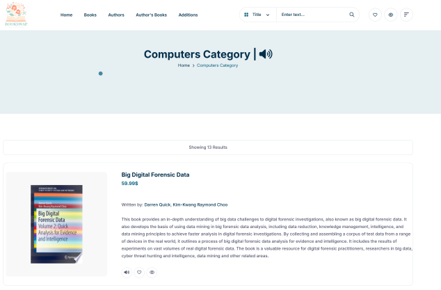 Home Books Authors Author's Books Additions
Title Enter text...
Computers Category |
Home > Computers Category
Showing 13 Results
Big Digital Forensic Data
59.99$
Written by: Darren Quick, Kim-Kwang Raymond Choo
This book provides an in-depth understanding of big data challenges to digital forensic investigations, also known as big digital forensic data. It
also develops the basis of using data mining in big forensic data analysis, including data reduction, knowledge management, intelligence, and
data mining principles to achieve faster analysis in digital forensic investigations. By collecting and assembling a corpus of test data from a range
of devices in the real world, it outlines a process of big digital forensic data analysis for evidence and intelligence. It includes the results of
experiments on vast volumes of real digital forensic data. The book is a valuable resource for digital forensic practitioners, researchers in big data,
cyber threat hunting and intelligence, data mining and other related areas.
Big Digital
Forensic Data
Volume 2: Quick
Analysis for Evidence
and Intelligence